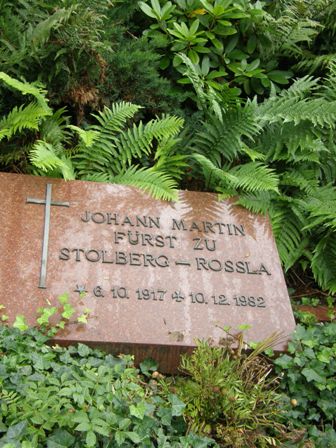 JOHANN MARTIN
FÜRST ZU
STOLBERG – ROSSLA
* 6.10.1917 ✣ 10.12.1982